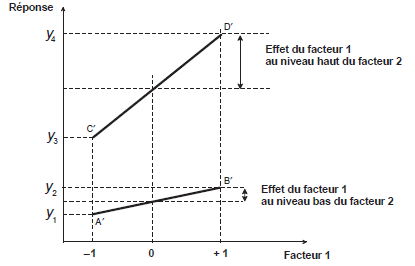 Réponse
D′
y4
Effet du facteur 1
au niveau haut du facteur 2
C′
y3
B′
y2
Effet du facteur 1
au niveau bas du facteur 2
y1
A′
–1
0
+ 1
Facteur 1